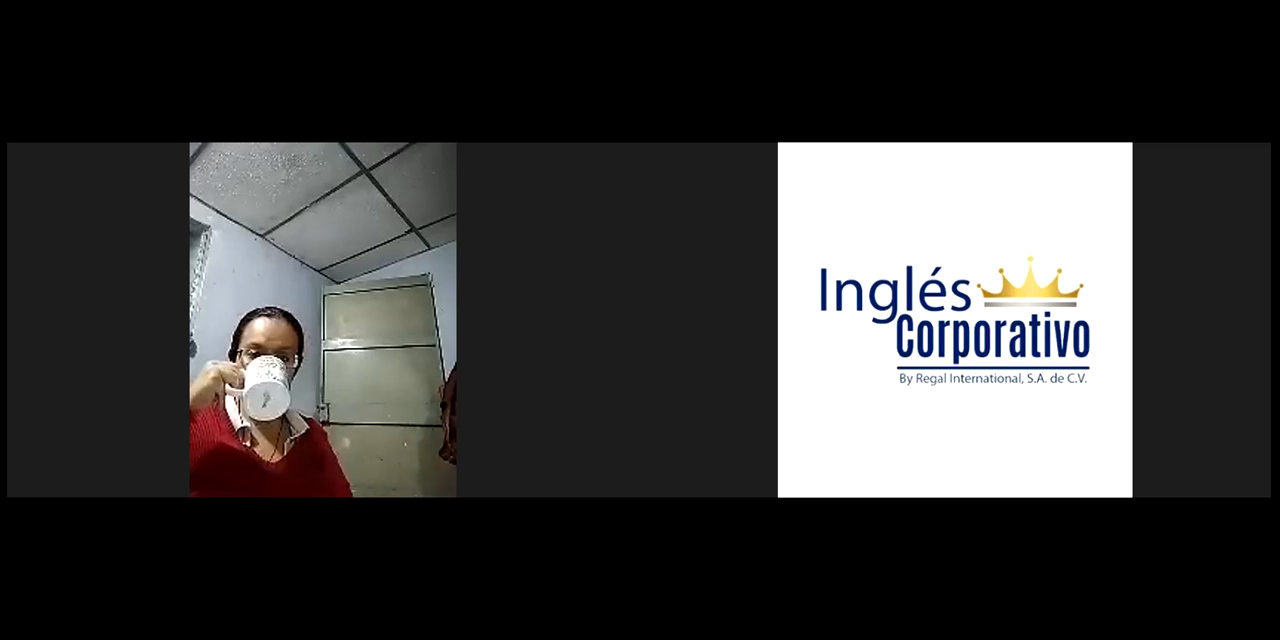 Inglés
Corporativo
By Regal International, S.A. de C.V.